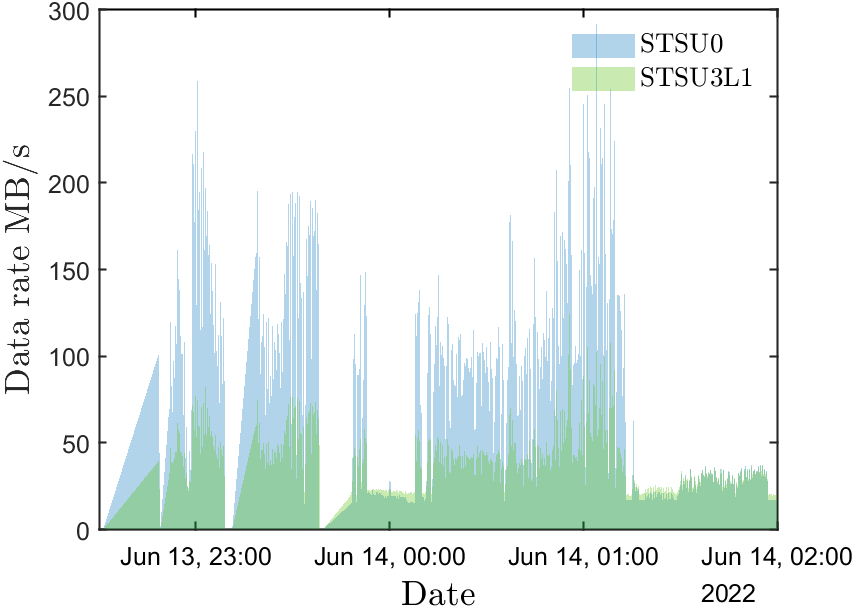 300
250
200
150
100
50
0
Data rate MB/s
STSU0
STSU3L1
Jun 13, 23:00
Jun 14, 00:00
Jun 14, 01:00
Jun 14, 02:00
Date
2022